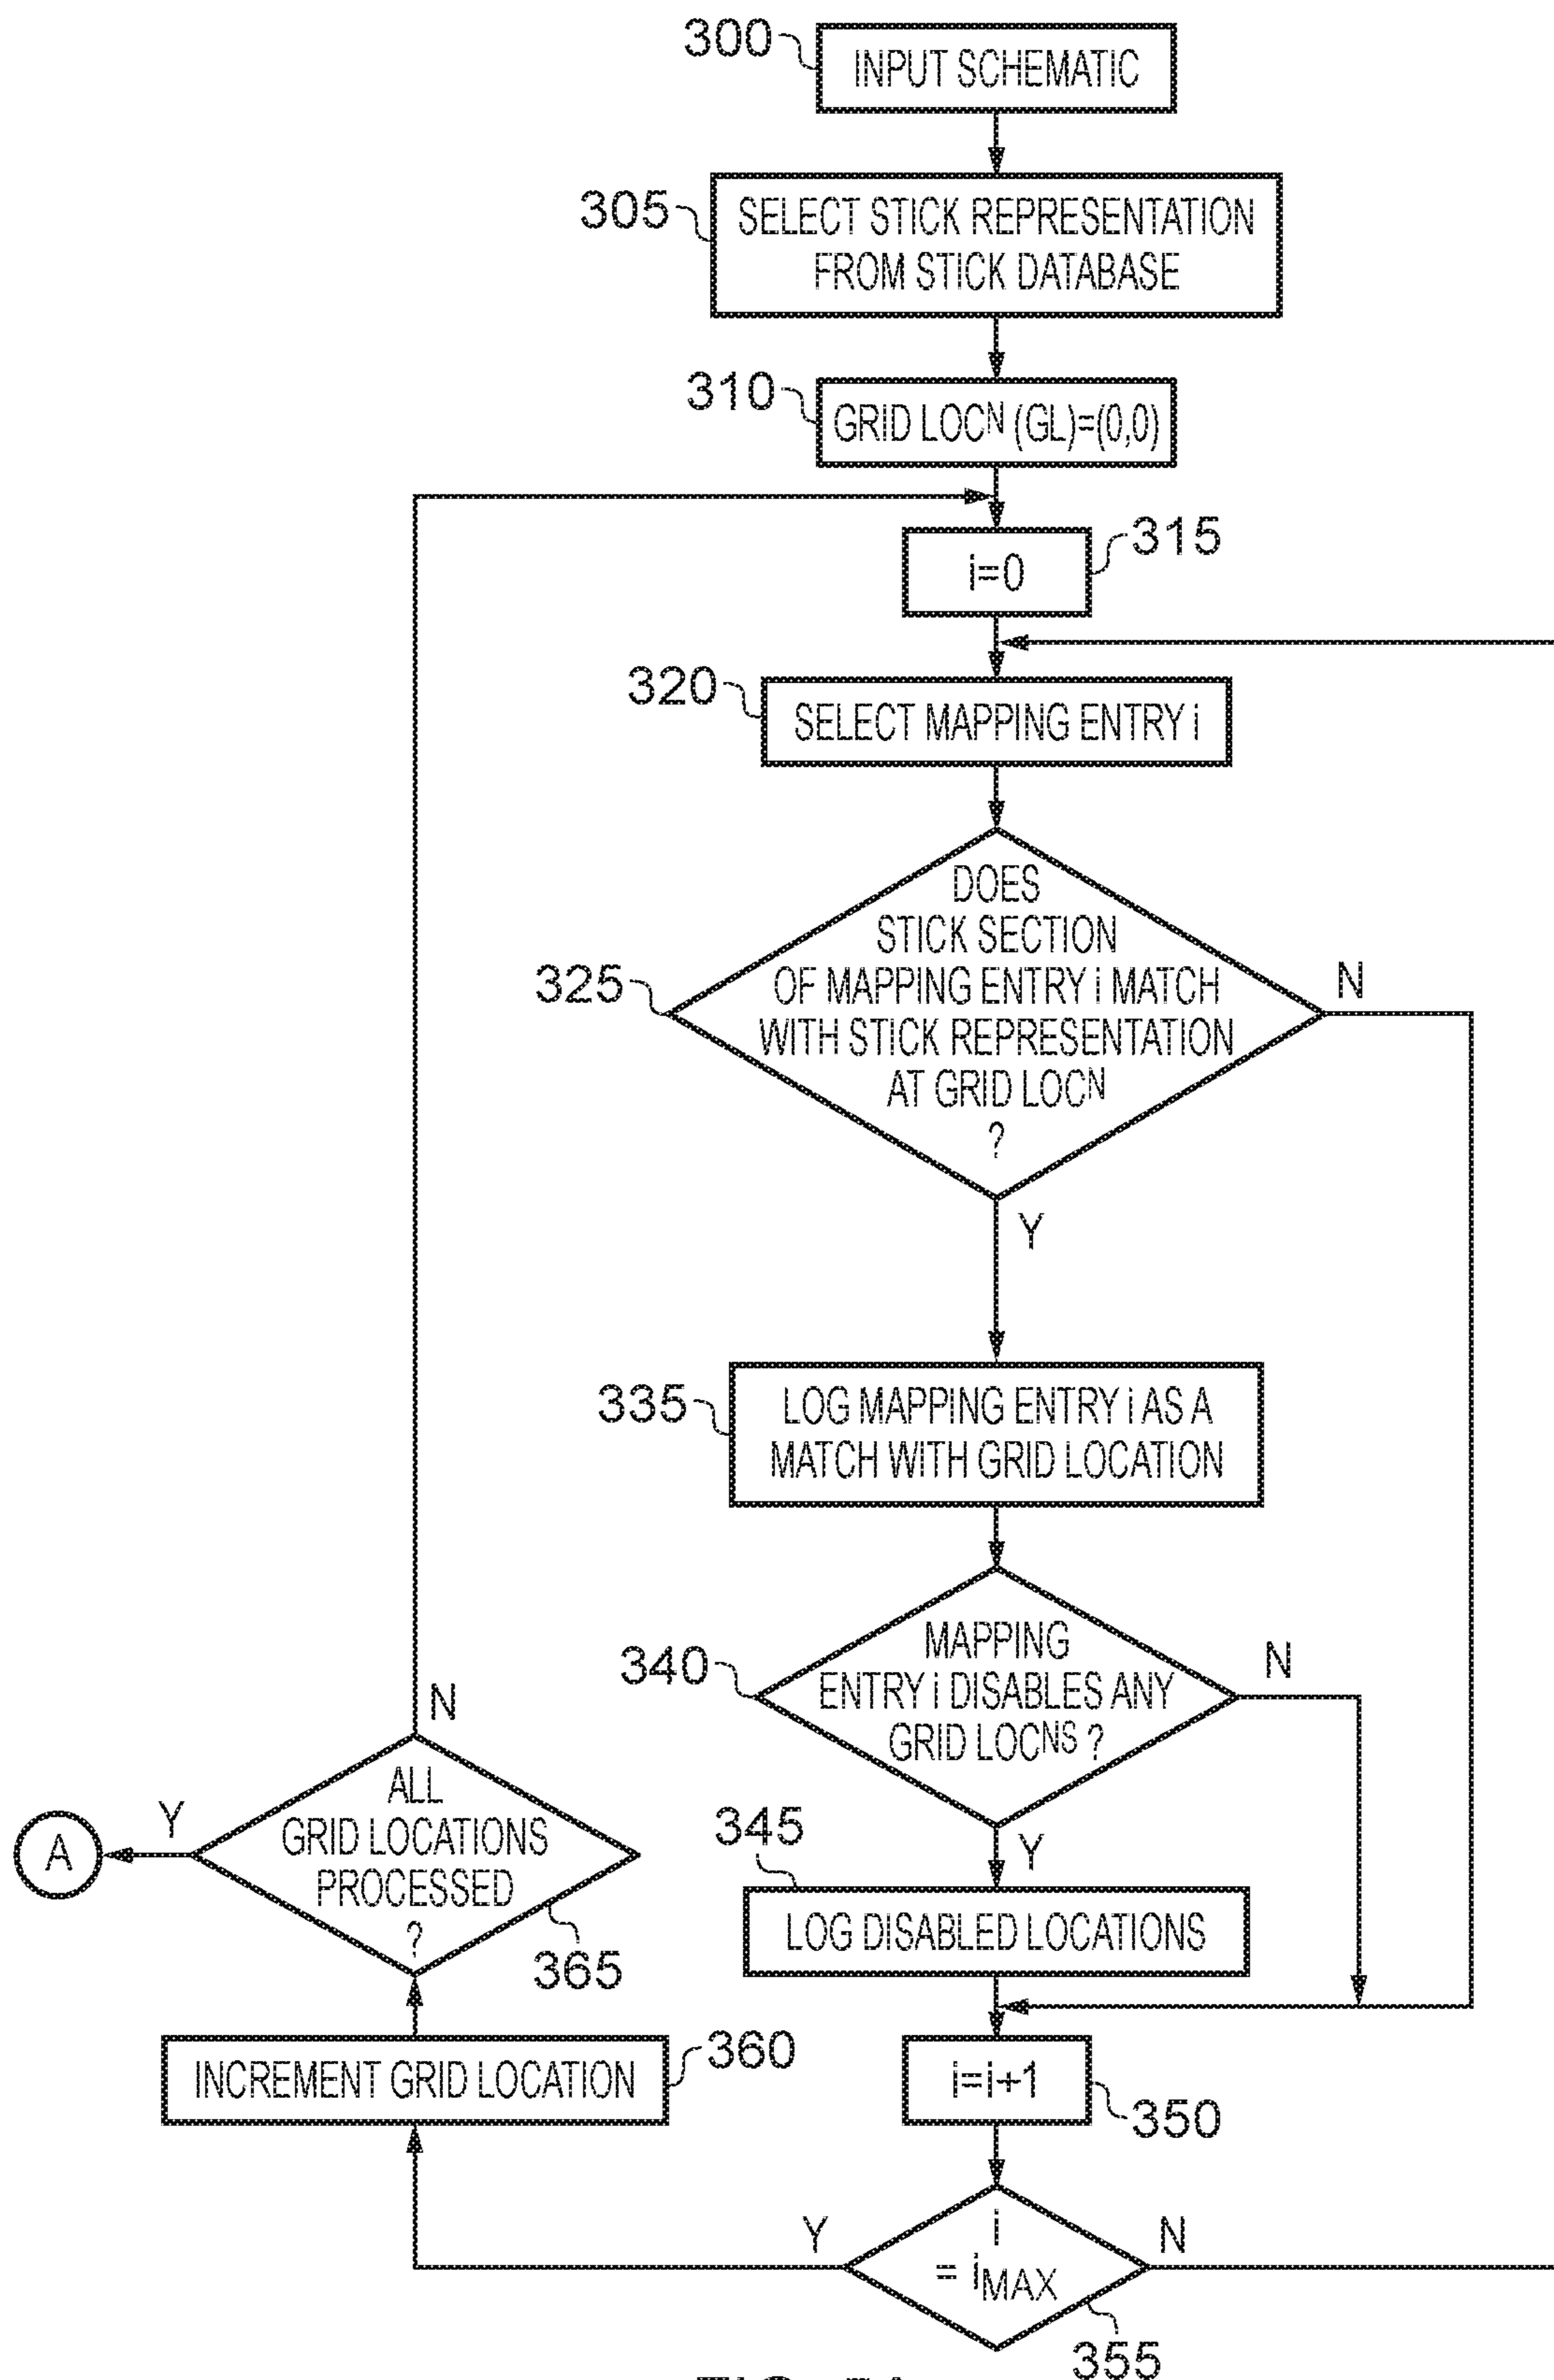 300
INPUT SCHEMATIC
305
SELECT STICK REPRESENTATION
FROM STICK DATABASE
310
GRID LOCN (GL)=(0,0)
315
i=0
320
SELECT MAPPING ENTRY i
325
DOES
STICK SECTION
OF MAPPING ENTRY i MATCH
WITH STICK REPRESENTATION
AT GRID LOCN
?
N
Y
335
LOG MAPPING ENTRY i AS A
MATCH WITH GRID LOCATION
340
MAPPING
ENTRY i DISABLES ANY
GRID LOCNS ?
N
Y
345
LOG DISABLED LOCATIONS
350
i=i+1
355
i
= iMAX
Y
N
360
INCREMENT GRID LOCATION
365
ALL
GRID LOCATIONS
PROCESSED
?
N
Y
A